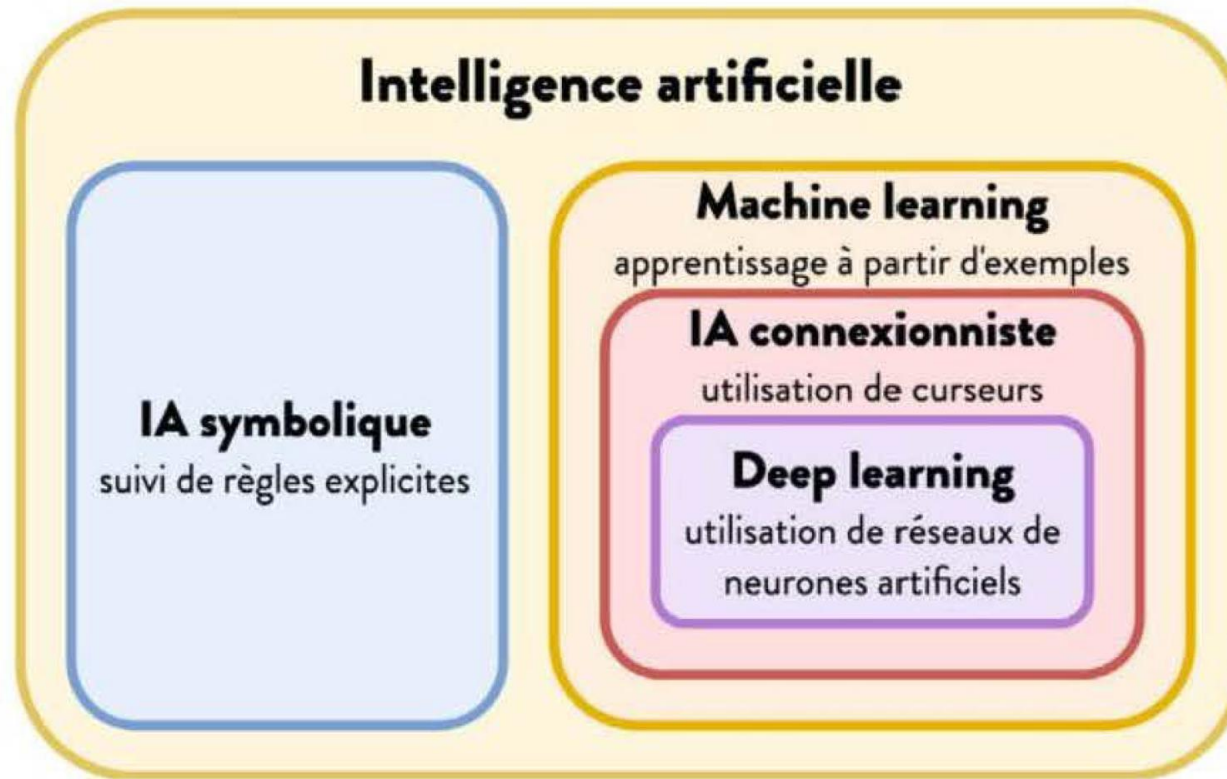 Intelligence artificielle
IA symbolique
suivi de règles explicites
Machine learning
apprentissage à partir d'exemples
IA connexionniste
utilisation de curseurs
Deep learning
utilisation de réseaux de
neurones artificiels